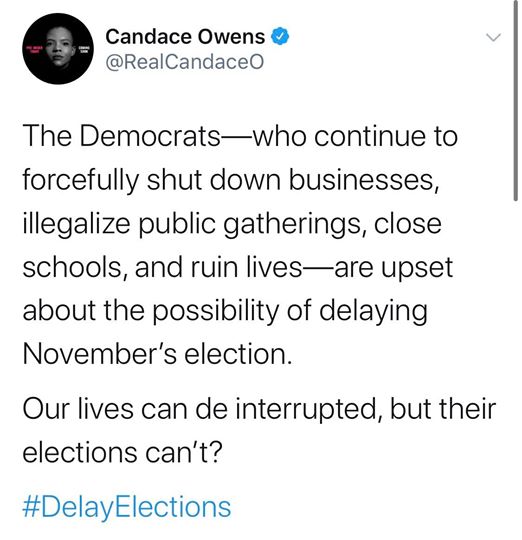 Candace Owens
@RealCandaceO
The Democrats—who continue to
forcefully shut down businesses,
illegalize public gatherings, close
schools, and ruin lives—are upset
about the possibility of delaying
November's election.
Our lives can de interrupted, but their
elections can't?
#DelayElections